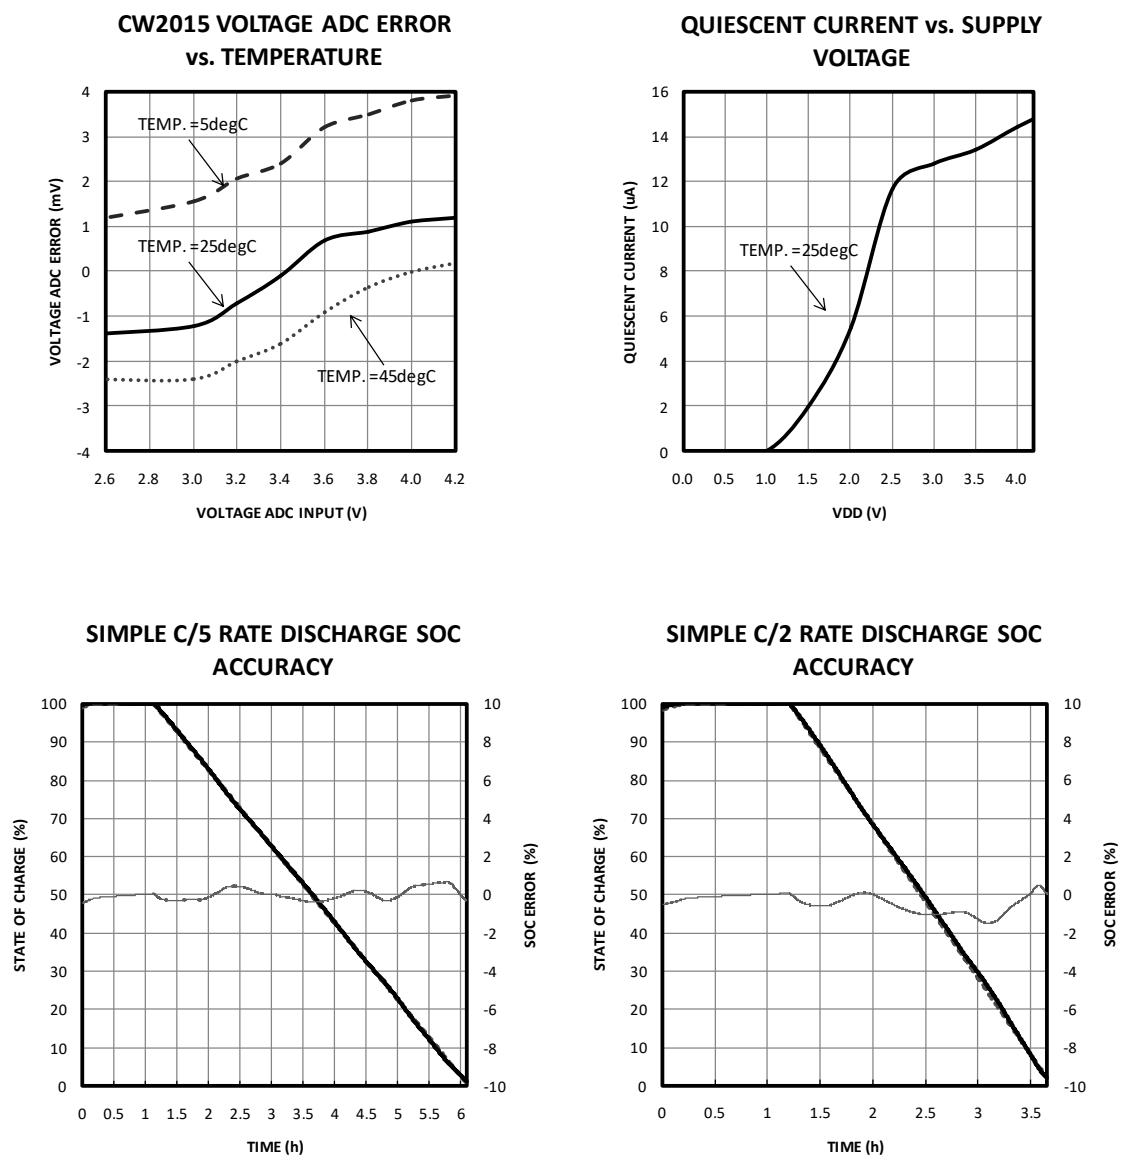 CW2015 VOLTAGE ADC ERROR
vs. TEMPERATURE
4
3
2
1
0
-1
-2
-3
-4
VOLTAGE ADC ERROR (mV)
TEMP. =5degC
TEMP. =25degC
TEMP. =45degC
2.6 2.8 3.0 3.2 3.4 3.6 3.8 4.0 4.2
VOLTAGE ADC INPUT (V)
QUIESCENT CURRENT vs. SUPPLY
VOLTAGE
16
14
12
10
8
6
4
2
0
QUIESCENT CURRENT (uA)
TEMP. =25degC
0.0 0.5 1.0 1.5 2.0 2.5 3.0 3.5 4.0
VDD (V)
SIMPLE C/5 RATE DISCHARGE SOC
ACCURACY
100
90
80
70
60
50
40
30
20
10
0
STATE OF CHARGE (%)
10
8
6
4
2
0
-2
-4
-6
-8
-10
SOC ERROR (%)
0 0.5 1 1.5 2 2.5 3 3.5 4 4.5 5 5.5 6
TIME (h)
SIMPLE C/2 RATE DISCHARGE SOC
ACCURACY
100
90
80
70
60
50
40
30
20
10
0
STATE OF CHARGE (%)
10
8
6
4
2
0
-2
-4
-6
-8
-10
SOC ERROR (%)
0 0.5 1 1.5 2 2.5 3 3.5
TIME (h)